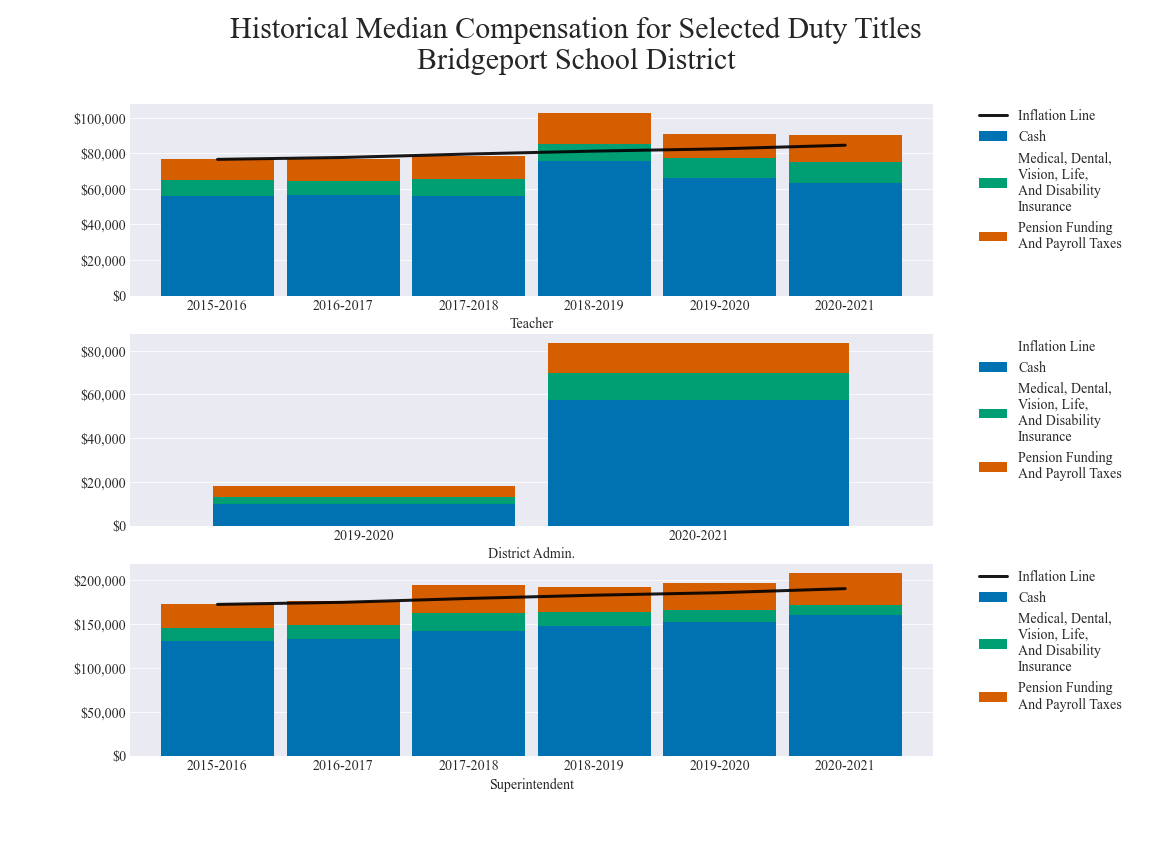 Historical Median Compensation for Selected Duty Titles
Bridgeport School District
$100,000
$80,000
$60,000
$40,000
$20,000
$0
2015-2016
2016-2017
2017-2018
2018-2019
2019-2020
2020-2021
Teacher
Inflation Line
Cash
Medical, Dental,
Vision, Life,
And Disability
Insurance
Pension Funding
And Payroll Taxes
$80,000
$60,000
$40,000
$20,000
$0
2019-2020
2020-2021
District Admin.
Inflation Line
Cash
Medical, Dental,
Vision, Life,
And Disability
Insurance
Pension Funding
And Payroll Taxes
$200,000
$150,000
$100,000
$50,000
$0
2015-2016
2016-2017
2017-2018
2018-2019
2019-2020
2020-2021
Superintendent
Inflation Line
Cash
Medical, Dental,
Vision, Life,
And Disability
Insurance
Pension Funding
And Payroll Taxes